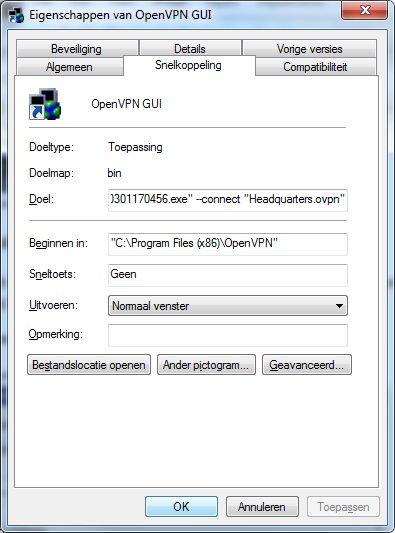 Eigenschappen van OpenVPN GUI
Beveiliging Details Vorige versies
Algemeen Snelkoppeling Compatibiliteit
OpenVPN GUI
Doeltype: Toepassing
Doelmap: bin
Doel: 0301170456.exe" --connect "Headquarters.ovpn"
Beginnen in: "C:\Program Files (x86)\OpenVPN"
Sneltoets: Geen
Uitvoeren: Normaal venster
Opmerking:
Bestandslocatie openen Ander pictogram... Geavanceerd...
OK Annuleren Toepassen